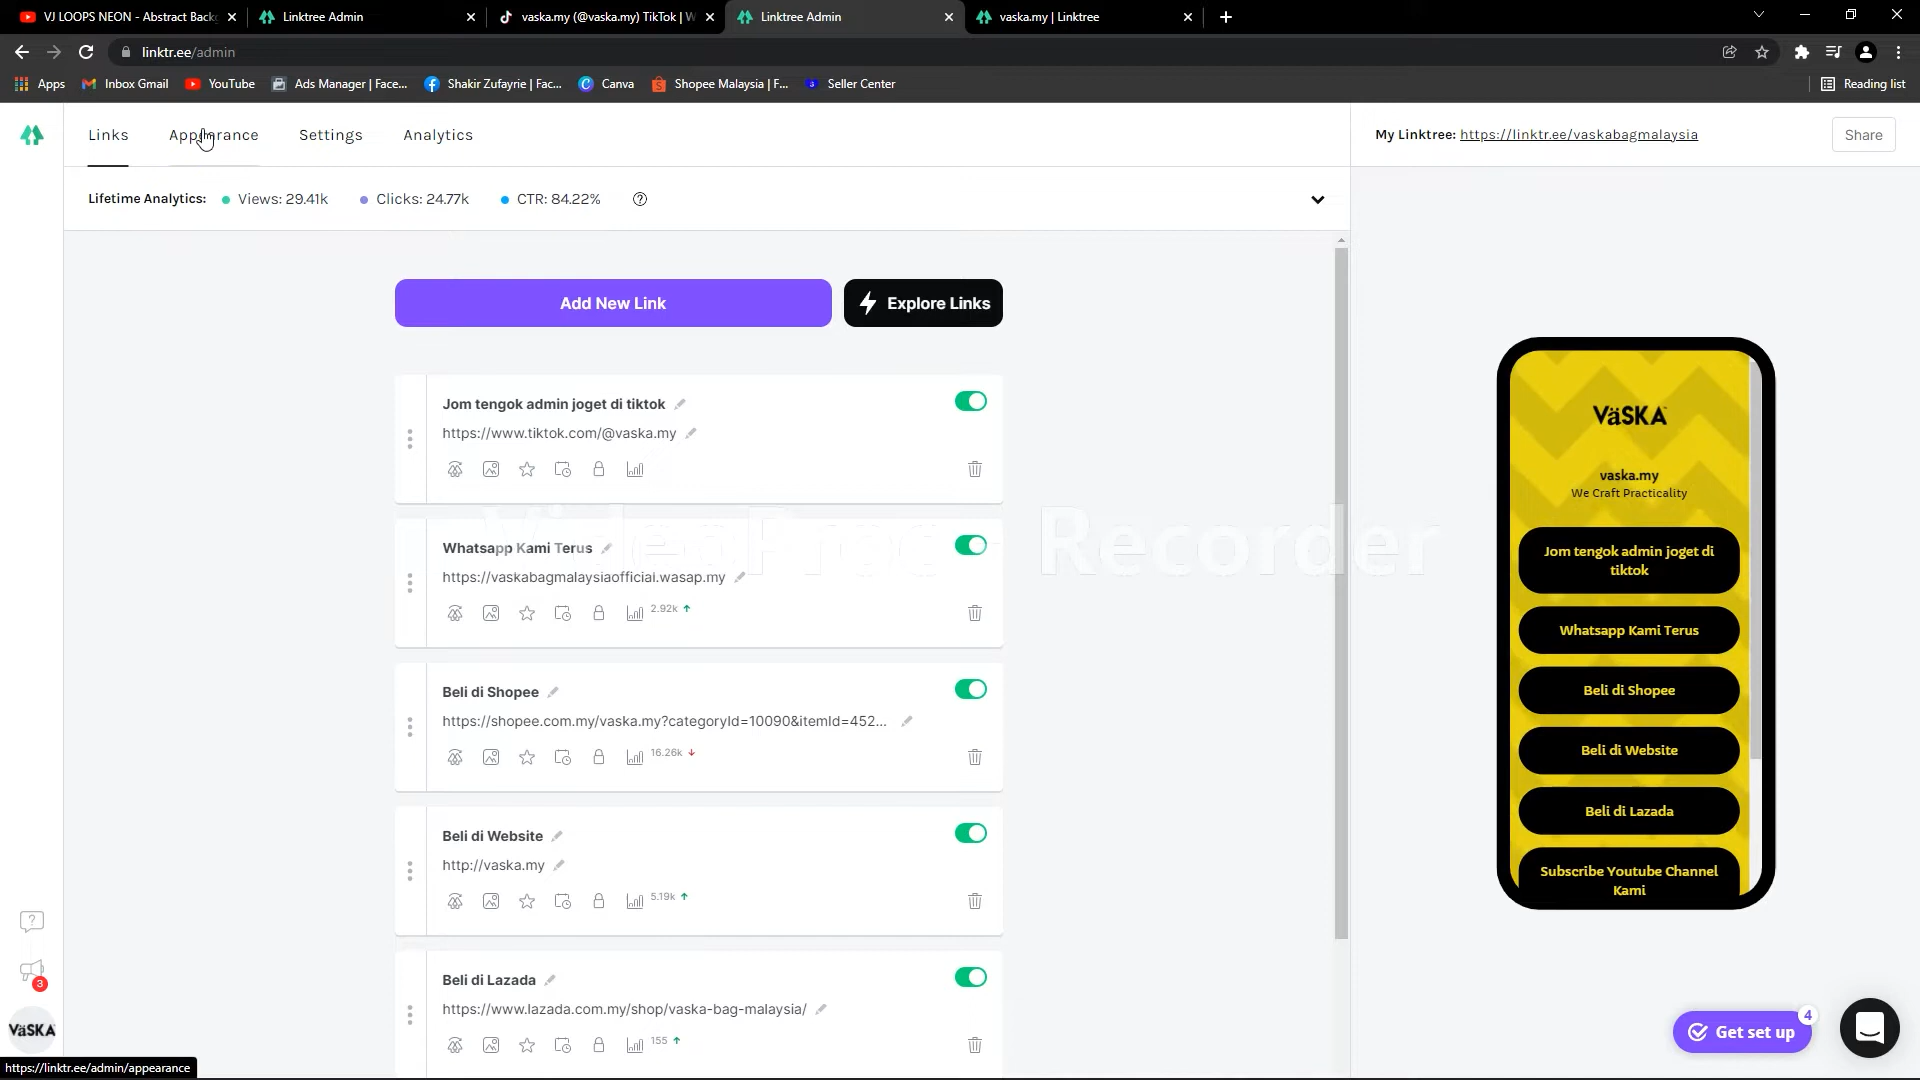 VJ LOOPS NEON - Abstract Backg
Linktree Admin
vaska.my (@vaska.my) TikTok | W
Linktree Admin
vaska.my | Linktree
linktr.ee/admin
Apps
Inbox Gmail
YouTube
Ads Manager | Face...
Shakir Zufayrie | Fac...
Canva
Shopee Malaysia | F...
Seller Center
Reading list
Links
Appearance
Settings
Analytics
My Linktree: https://linktr.ee/vaskabagmalaysia
Share
Lifetime Analytics:
Views: 29.41k
Clicks: 24.77k
CTR: 84.22%
Add New Link
Explore Links
Jom tengok admin joget di tiktok
https://www.tiktok.com/@vaska.my
Whatsapp Kami Terus
https://vaskabagmalaysiaofficial.wasap.my
2.92k
Beli di Shopee
https://shopee.com.my/vaska.my?categoryId=10090&itemId=452...
16.26k
Beli di Website
http://vaska.my
5.19k
Beli di Lazada
https://www.lazada.com.my/shop/vaska-bag-malaysia/
155
VideoProc Recorder
VäSKA
vaska.my
We Craft Practicality
Jom tengok admin joget di
tiktok
Whatsapp Kami Terus
Beli di Shopee
Beli di Website
Beli di Lazada
Subscribe Youtube Channel
Kami
3
VäSKA
Get set up
4
https://linktr.ee/admin/appearance